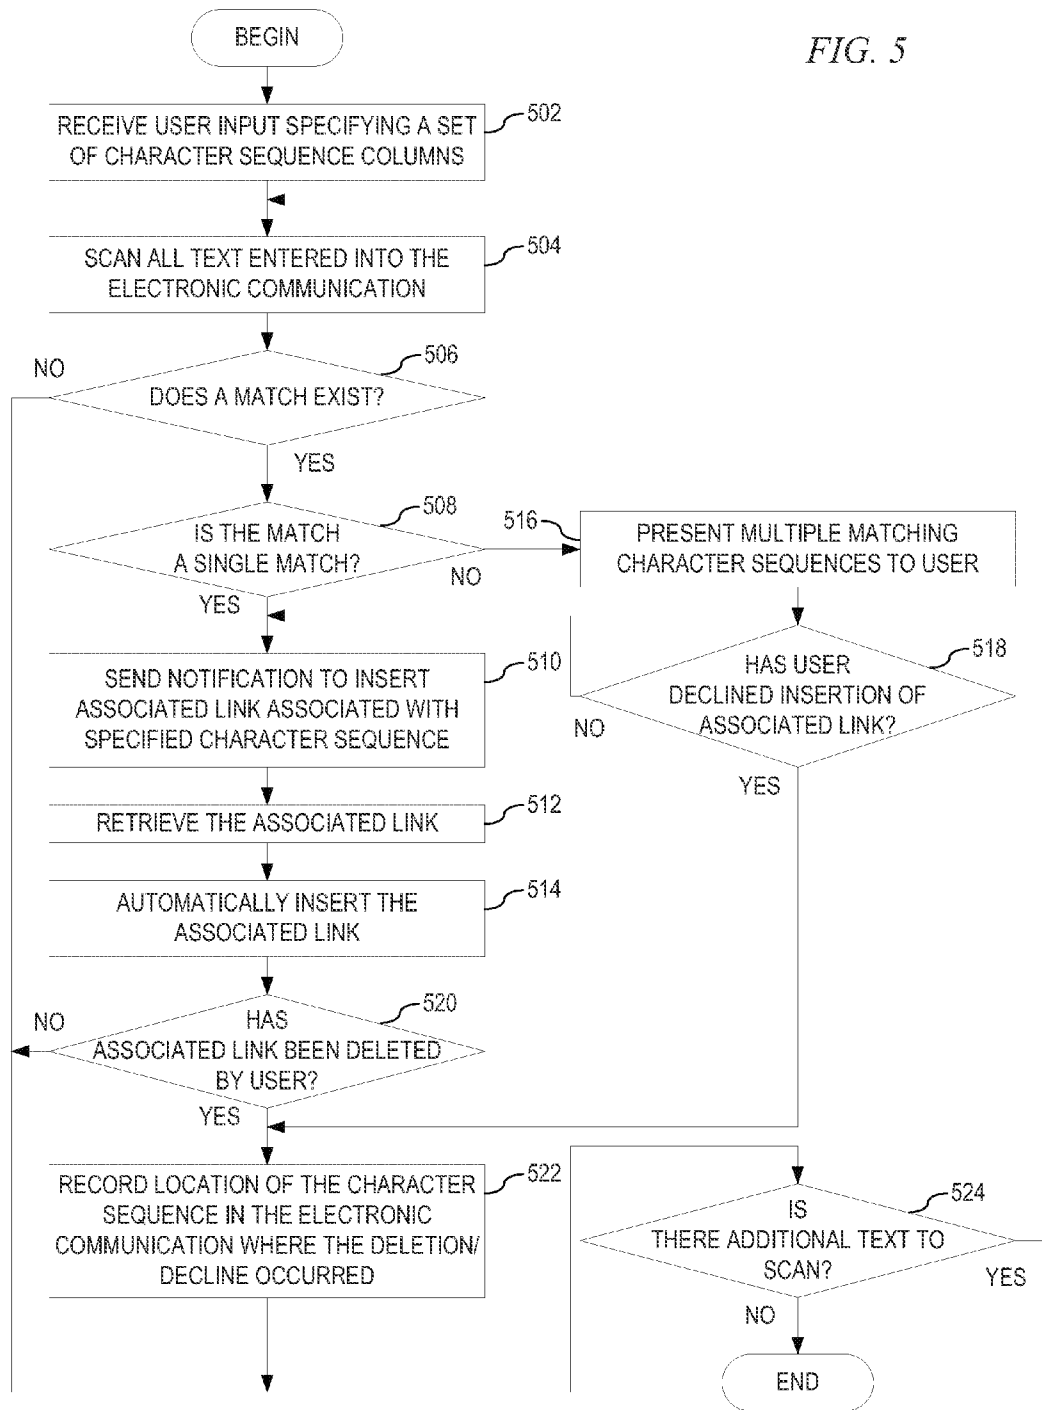 BEGIN
FIG. 5
RECEIVE USER INPUT SPECIFYING A SET
OF CHARACTER SEQUENCE COLUMNS
502
SCAN ALL TEXT ENTERED INTO THE
ELECTRONIC COMMUNICATION
504
NO
DOES A MATCH EXIST?
506
YES
IS THE MATCH
A SINGLE MATCH?
508
NO
YES
516
PRESENT MULTIPLE MATCHING
CHARACTER SEQUENCES TO USER
SEND NOTIFICATION TO INSERT
ASSOCIATED LINK ASSOCIATED WITH
SPECIFIED CHARACTER SEQUENCE
510
HAS USER
DECLINED INSERTION OF
ASSOCIATED LINK?
518
NO
YES
RETRIEVE THE ASSOCIATED LINK
512
AUTOMATICALLY INSERT THE
ASSOCIATED LINK
514
NO
HAS
ASSOCIATED LINK BEEN DELETED
BY USER?
520
YES
RECORD LOCATION OF THE CHARACTER
SEQUENCE IN THE ELECTRONIC
COMMUNICATION WHERE THE DELETION/
DECLINE OCCURRED
522
IS
THERE ADDITIONAL TEXT TO
SCAN?
524
YES
NO
END